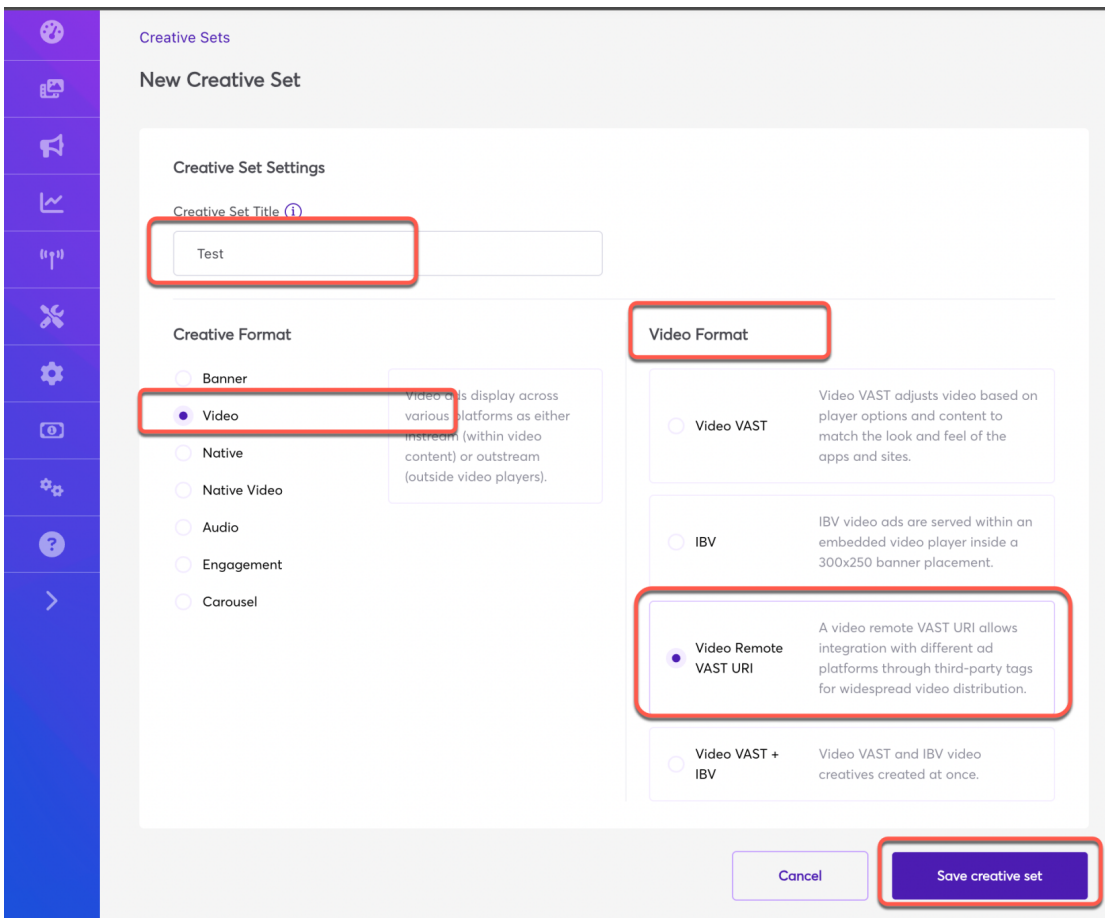 Creative Sets
New Creative Set
Creative Set Settings
Creative Set Title
Test
Creative Format
Banner
Video
Native
Native Video
Audio
Engagement
Carousel
Video ads display across
various platforms as either
instream (within video
content) or outstream
(outside video players).
Video Format
Video VAST
Video VAST adjusts video based on
player options and content to
match the look and feel of the
apps and sites.
IBV
IBV video ads are served within an
embedded video player inside a
300x250 banner placement.
Video Remote
VAST URI
A video remote VAST URI allows
integration with different ad
platforms through third-party tags
for widespread video distribution.
Video VAST +
IBV
Video VAST and IBV video
creatives created at once.
Cancel
Save creative set